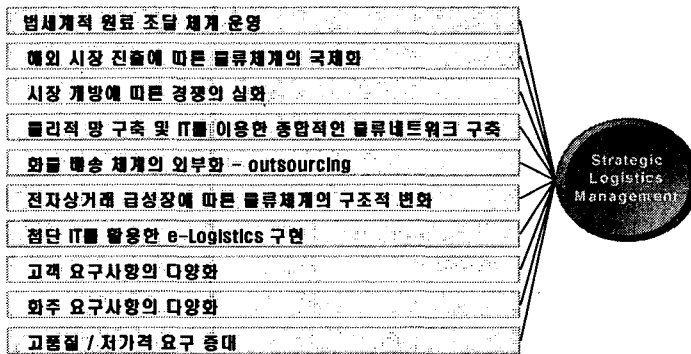 범세계적 원료 조달 체계 운영
해외 시장 진출에 따른 물류체계의 국제화
시장 개방에 따른 경쟁의 심화
물리적 망 구축 및 IT를 이용한 종합적인 물류네트워크 구축
화물 배송 체계의 외부화 - outsourcing
전자상거래 급성장에 따른 물류체계의 구조적 변화
첨단 IT를 활용한 e-Logistics 구현
고객 요구사항의 다양화
화주 요구사항의 다양화
고품질 / 저가격 요구 증대
Strategic
Logistics
Management